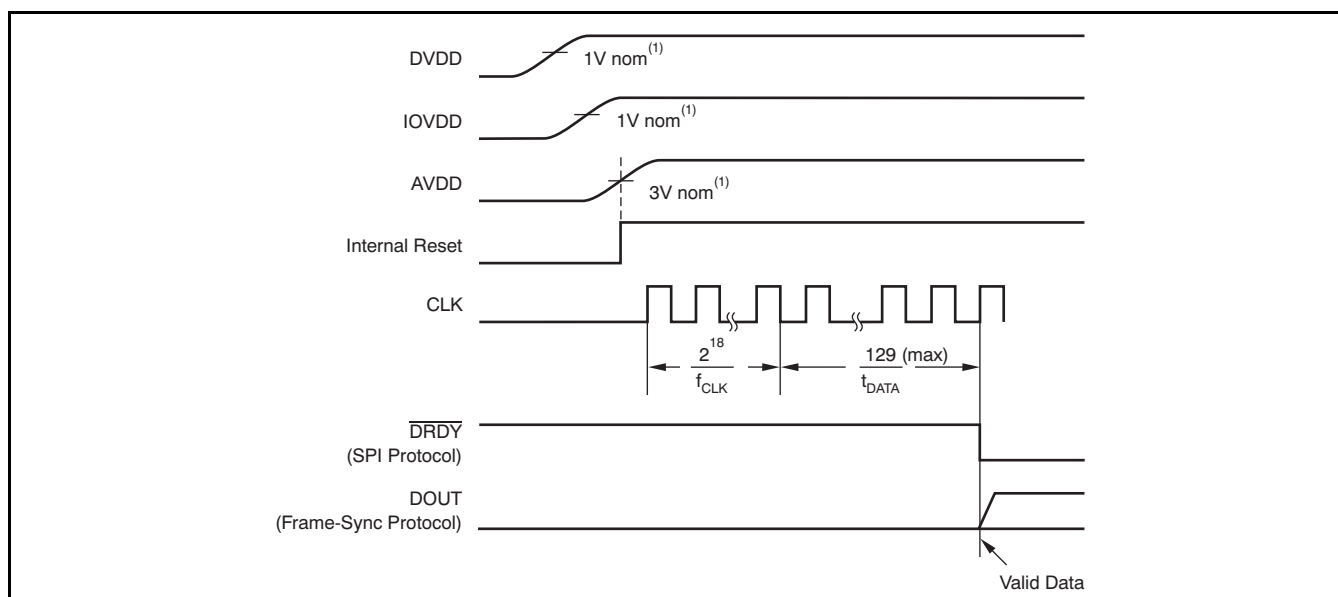 DVDD
1V nom(1)
IOVDD
1V nom(1)
AVDD
3V nom(1)
Internal Reset
CLK
2^18
f_CLK
129 (max)
t_DATA
DRDY
(SPI Protocol)
DOUT
(Frame-Sync Protocol)
Valid Data